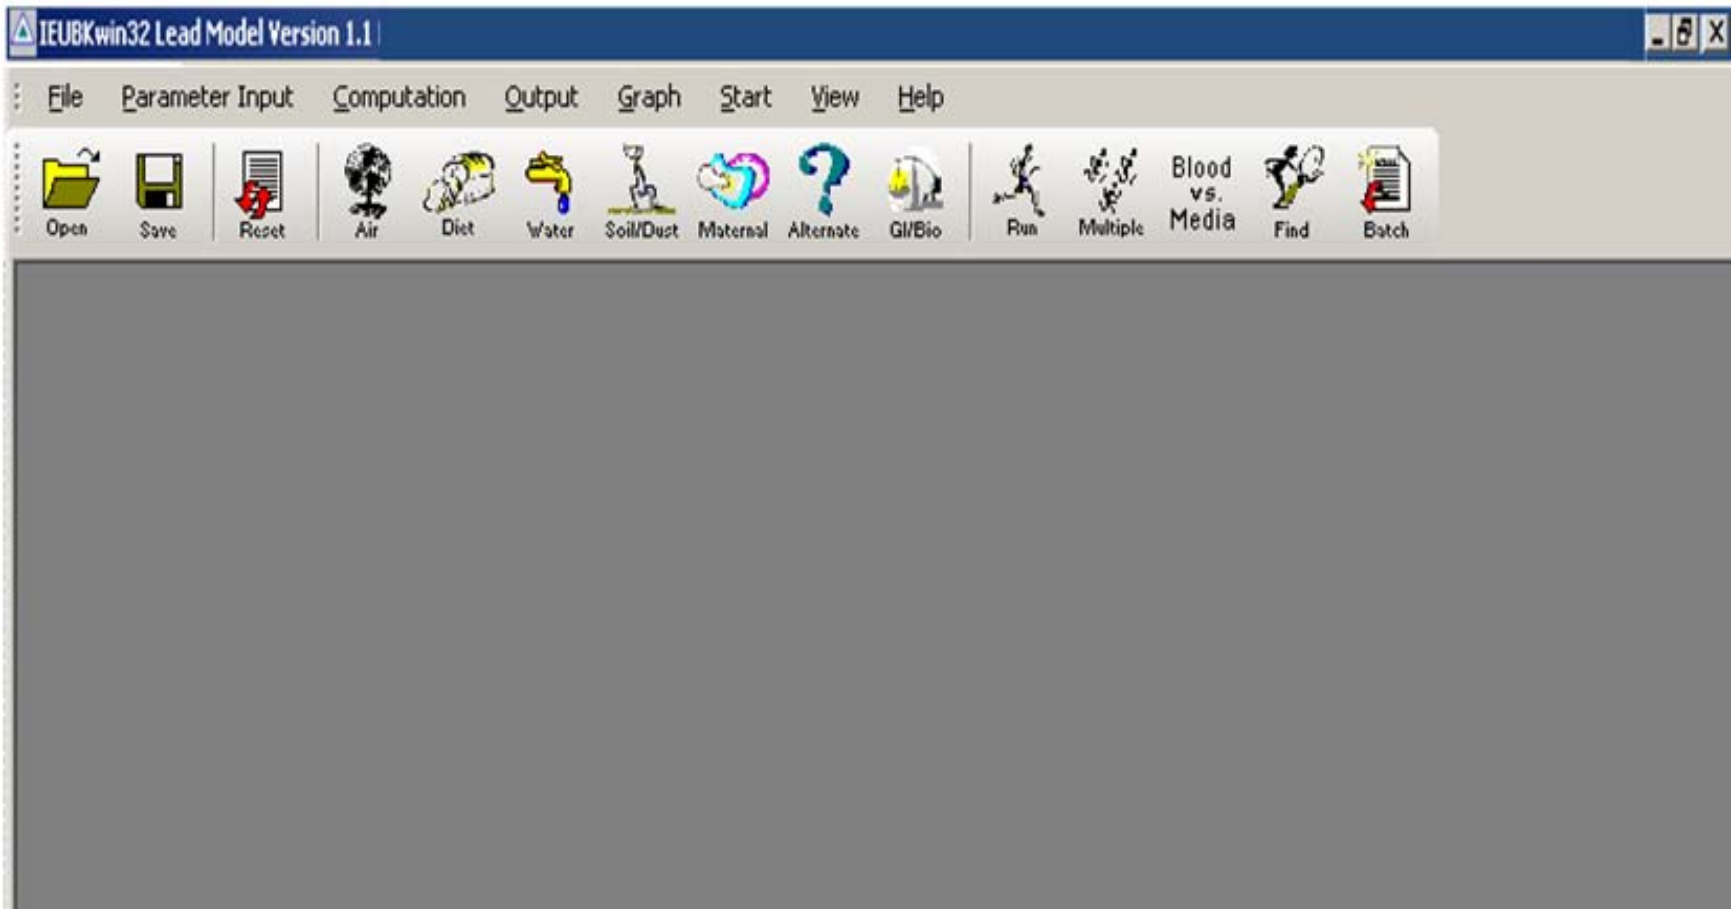 IEUBKwin32 Lead Model Version 1.1
File Parameter Input Computation Output Graph Start View Help
Open Save Reset Air Diet Water Soil/Dust Maternal Alternate GI/Bio Run Multiple Blood vs. Media Find Batch